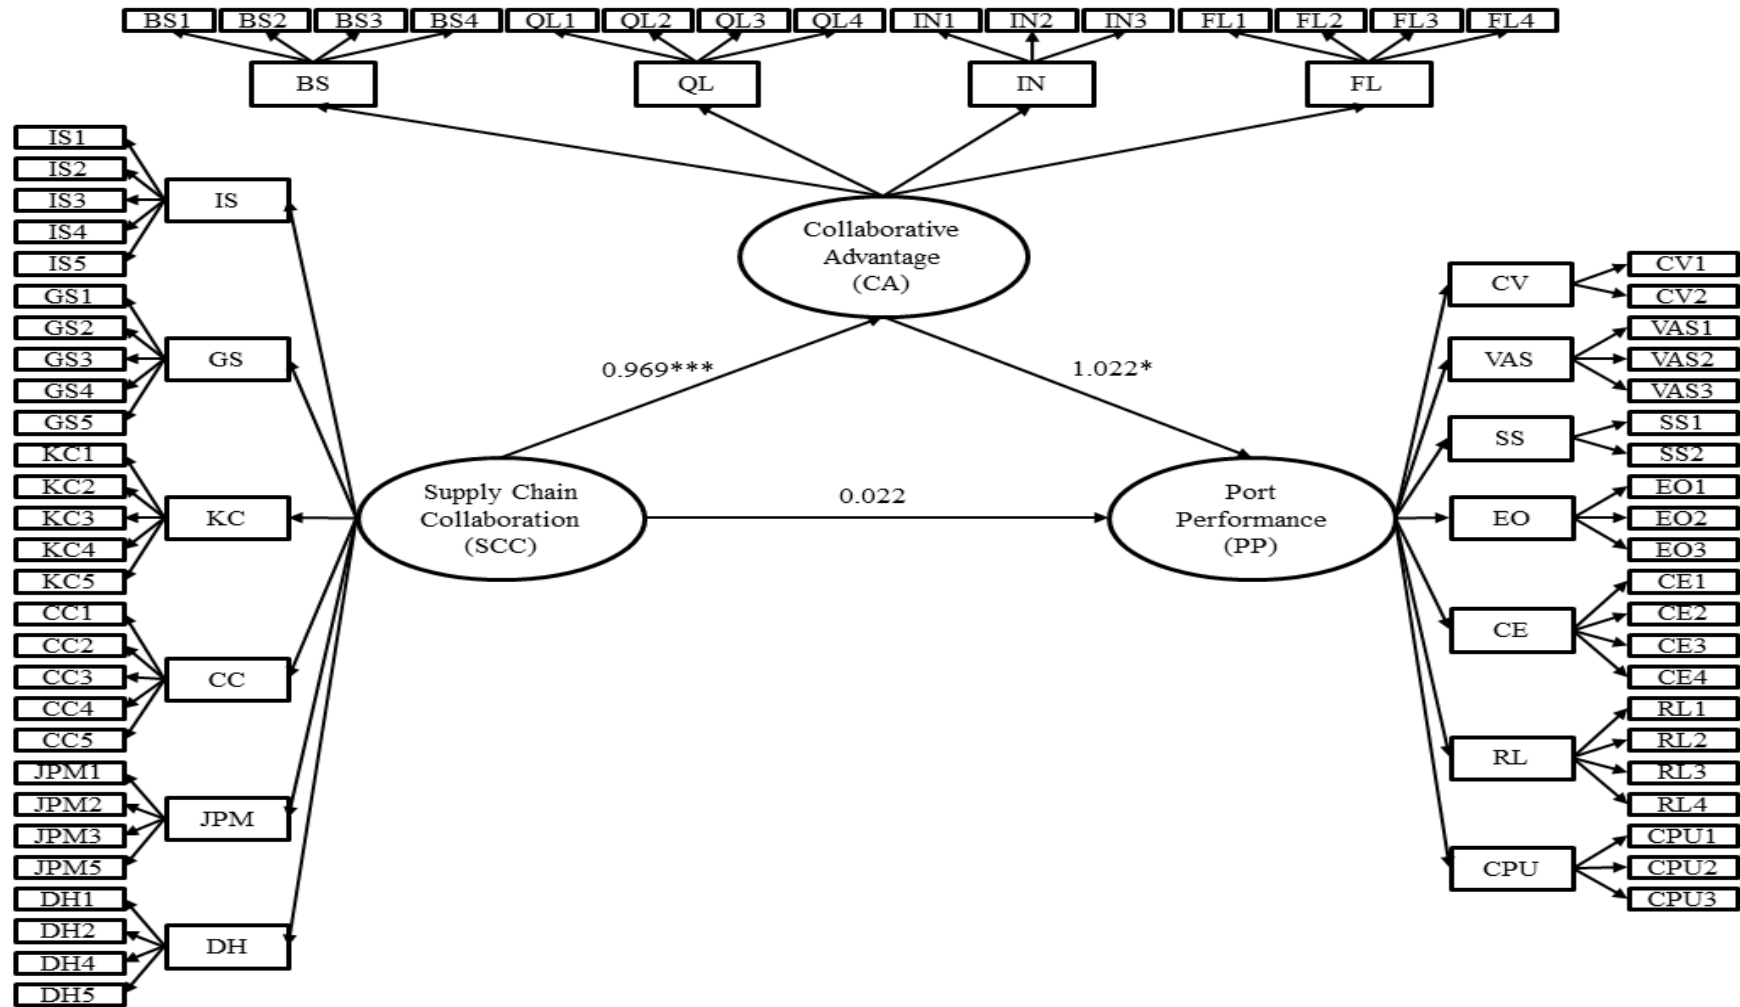 BS1 BS2 BS3 BS4 QL1 QL2 QL3 QL4 IN1 IN2 IN3 FL1 FL2 FL3 FL4
BS QL IN FL
IS1
IS2
IS3
IS4
IS5
IS
GS1
GS2
GS3
GS4
GS5
GS
KC1
KC2
KC3
KC4
KC5
KC
CC1
CC2
CC3
CC4
CC5
CC
JPM1
JPM2
JPM3
JPM5
JPM
DH1
DH2
DH4
DH5
DH
Collaborative
Advantage
(CA)
0.969***
1.022*
Supply Chain
Collaboration
(SCC)
0.022
Port
Performance
(PP)
CV
CV1
CV2
VAS
VAS1
VAS2
VAS3
SS
SS1
SS2
EO
EO1
EO2
EO3
CE
CE1
CE2
CE3
CE4
RL
RL1
RL2
RL3
RL4
CPU
CPU1
CPU2
CPU3